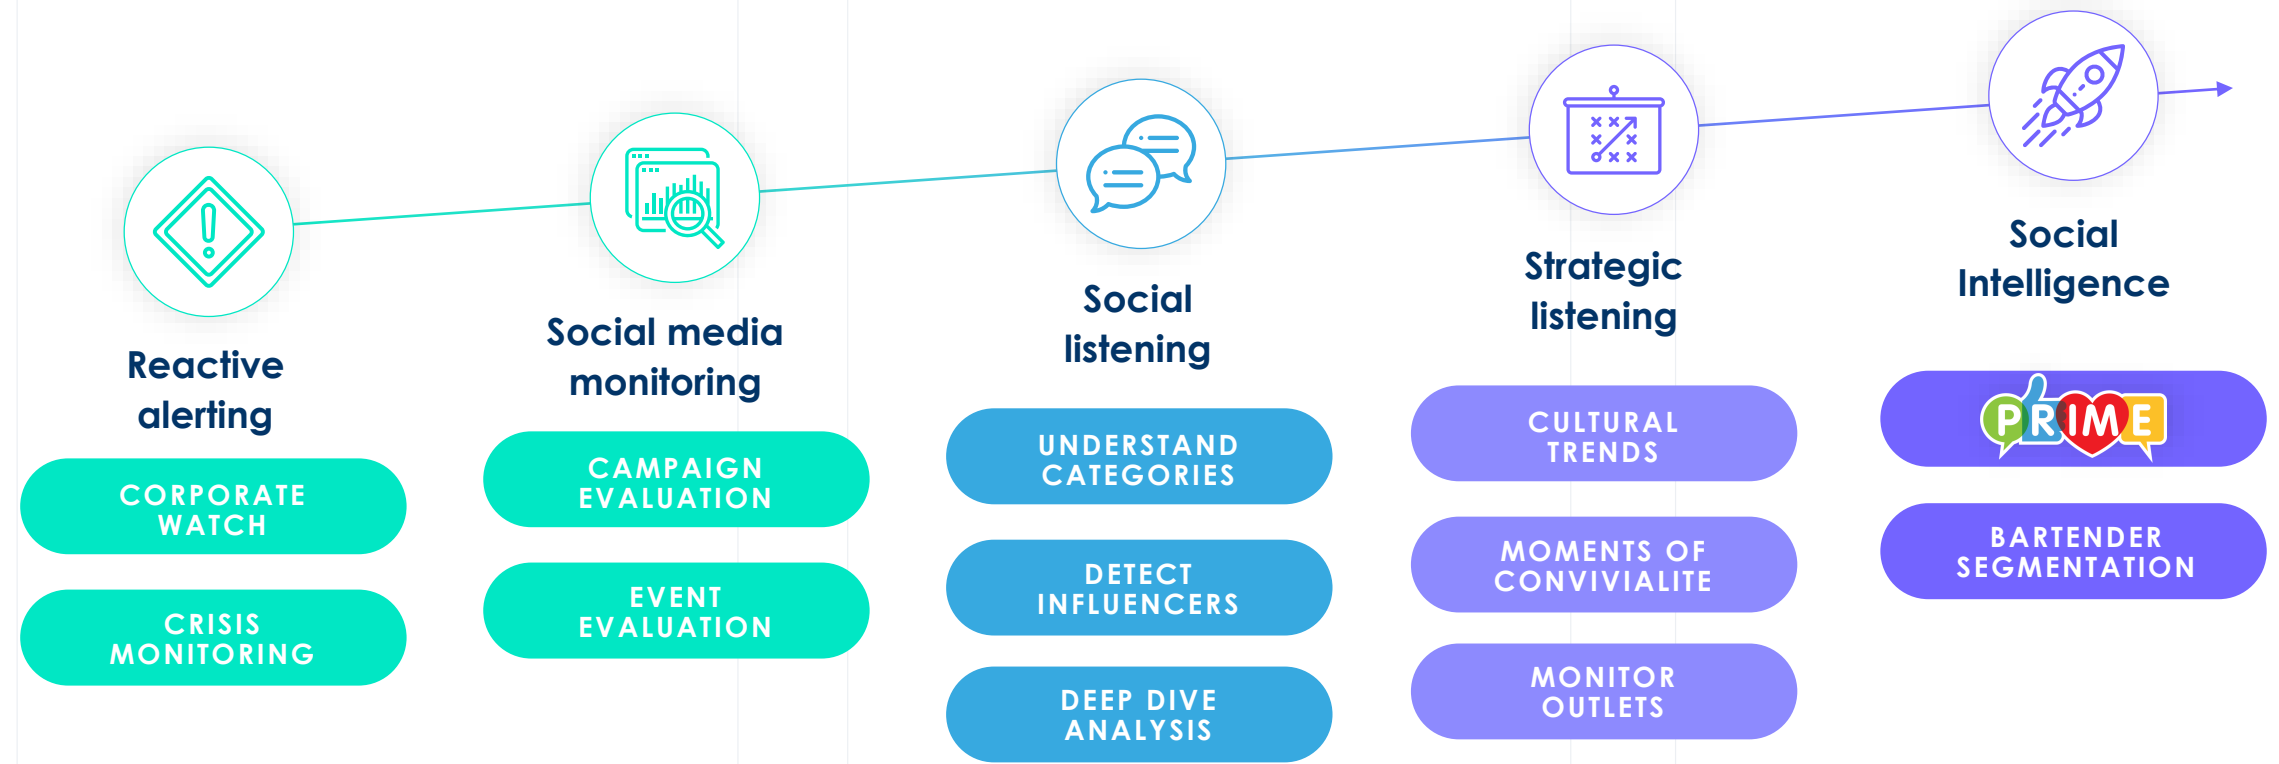 Reactive
alerting
CORPORATE
WATCH
CRISIS
MONITORING
Social media
monitoring
CAMPAIGN
EVALUATION
EVENT
EVALUATION
Social
listening
UNDERSTAND
CATEGORIES
DETECT
INFLUENCERS
DEEP DIVE
ANALYSIS
Strategic
listening
CULTURAL
TRENDS
MOMENTS OF
CONVIVIALITE
MONITOR
OUTLETS
Social
Intelligence
PRIME
BARTENDER
SEGMENTATION